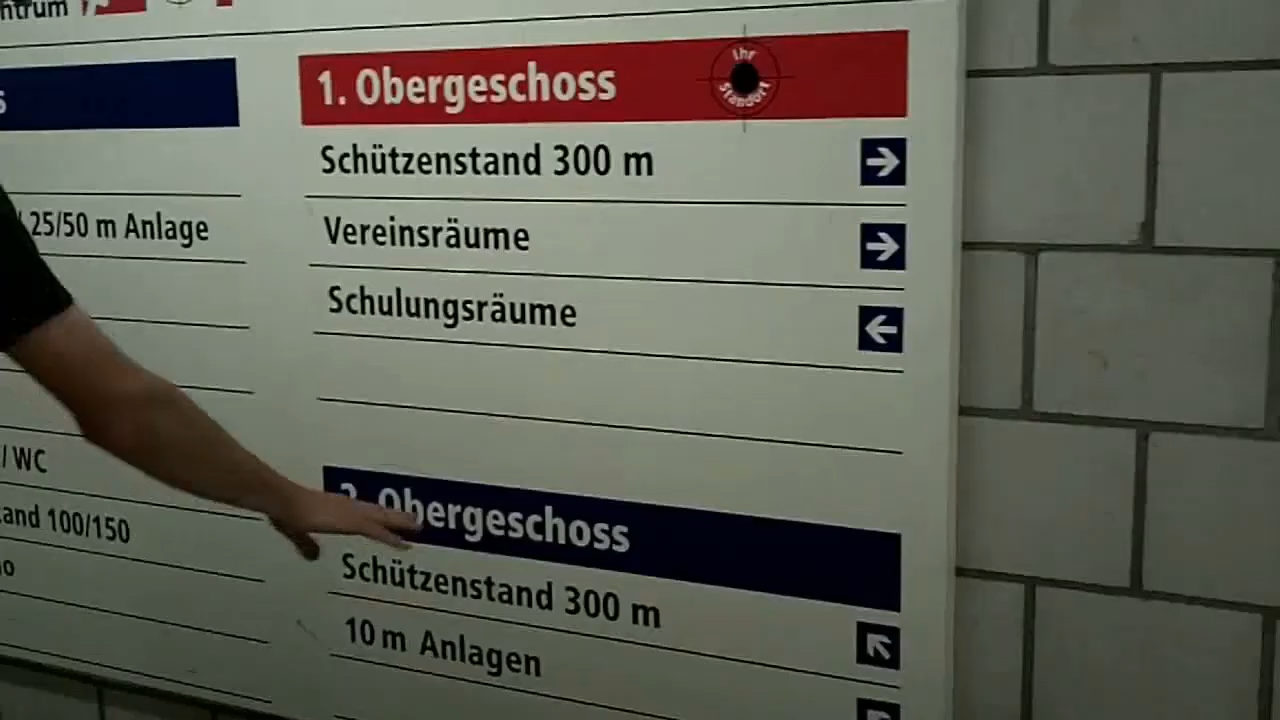 ntrum
25/50 m Anlage
/ WC
and 100/150
1. Obergeschoss
Ihr Standort
Schützenstand 300 m
Vereinsräume
Schulungsräume
2. Obergeschoss
Schützenstand 300 m
10 m Anlagen